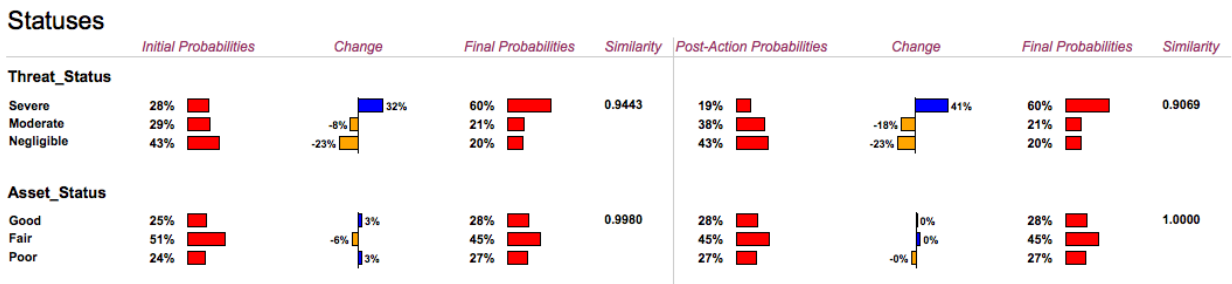 Statuses
Initial Probabilities Change Final Probabilities Similarity Post-Action Probabilities Change Final Probabilities Similarity
Threat_Status
Severe 28% 32% 60% 0.9443 19% 41% 60% 0.9069
Moderate 29% -8% 21% 38% -18% 21%
Negligible 43% -23% 20% 43% -23% 20%
Asset_Status
Good 25% 3% 28% 0.9980 28% 0% 28% 1.0000
Fair 51% -6% 45% 45% 0% 45%
Poor 24% 3% 27% 27% -0% 27%